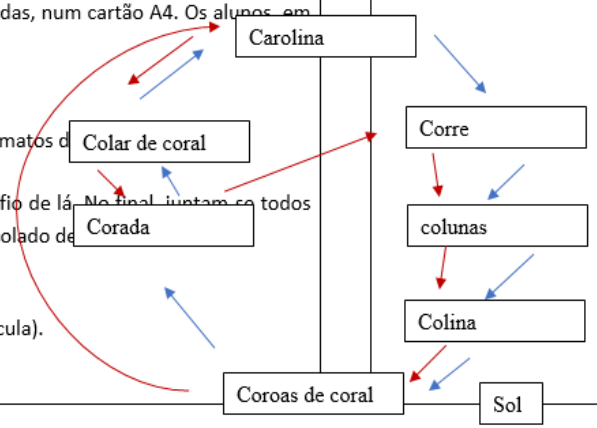 das, num cartão A4. Os alunos, em
Carolina
Corre
matos d
Colar de coral
fio de lá. No final, juntam-se todos
Corada
colunas
olado de
Colina
cula).
Coroas de coral
Sol